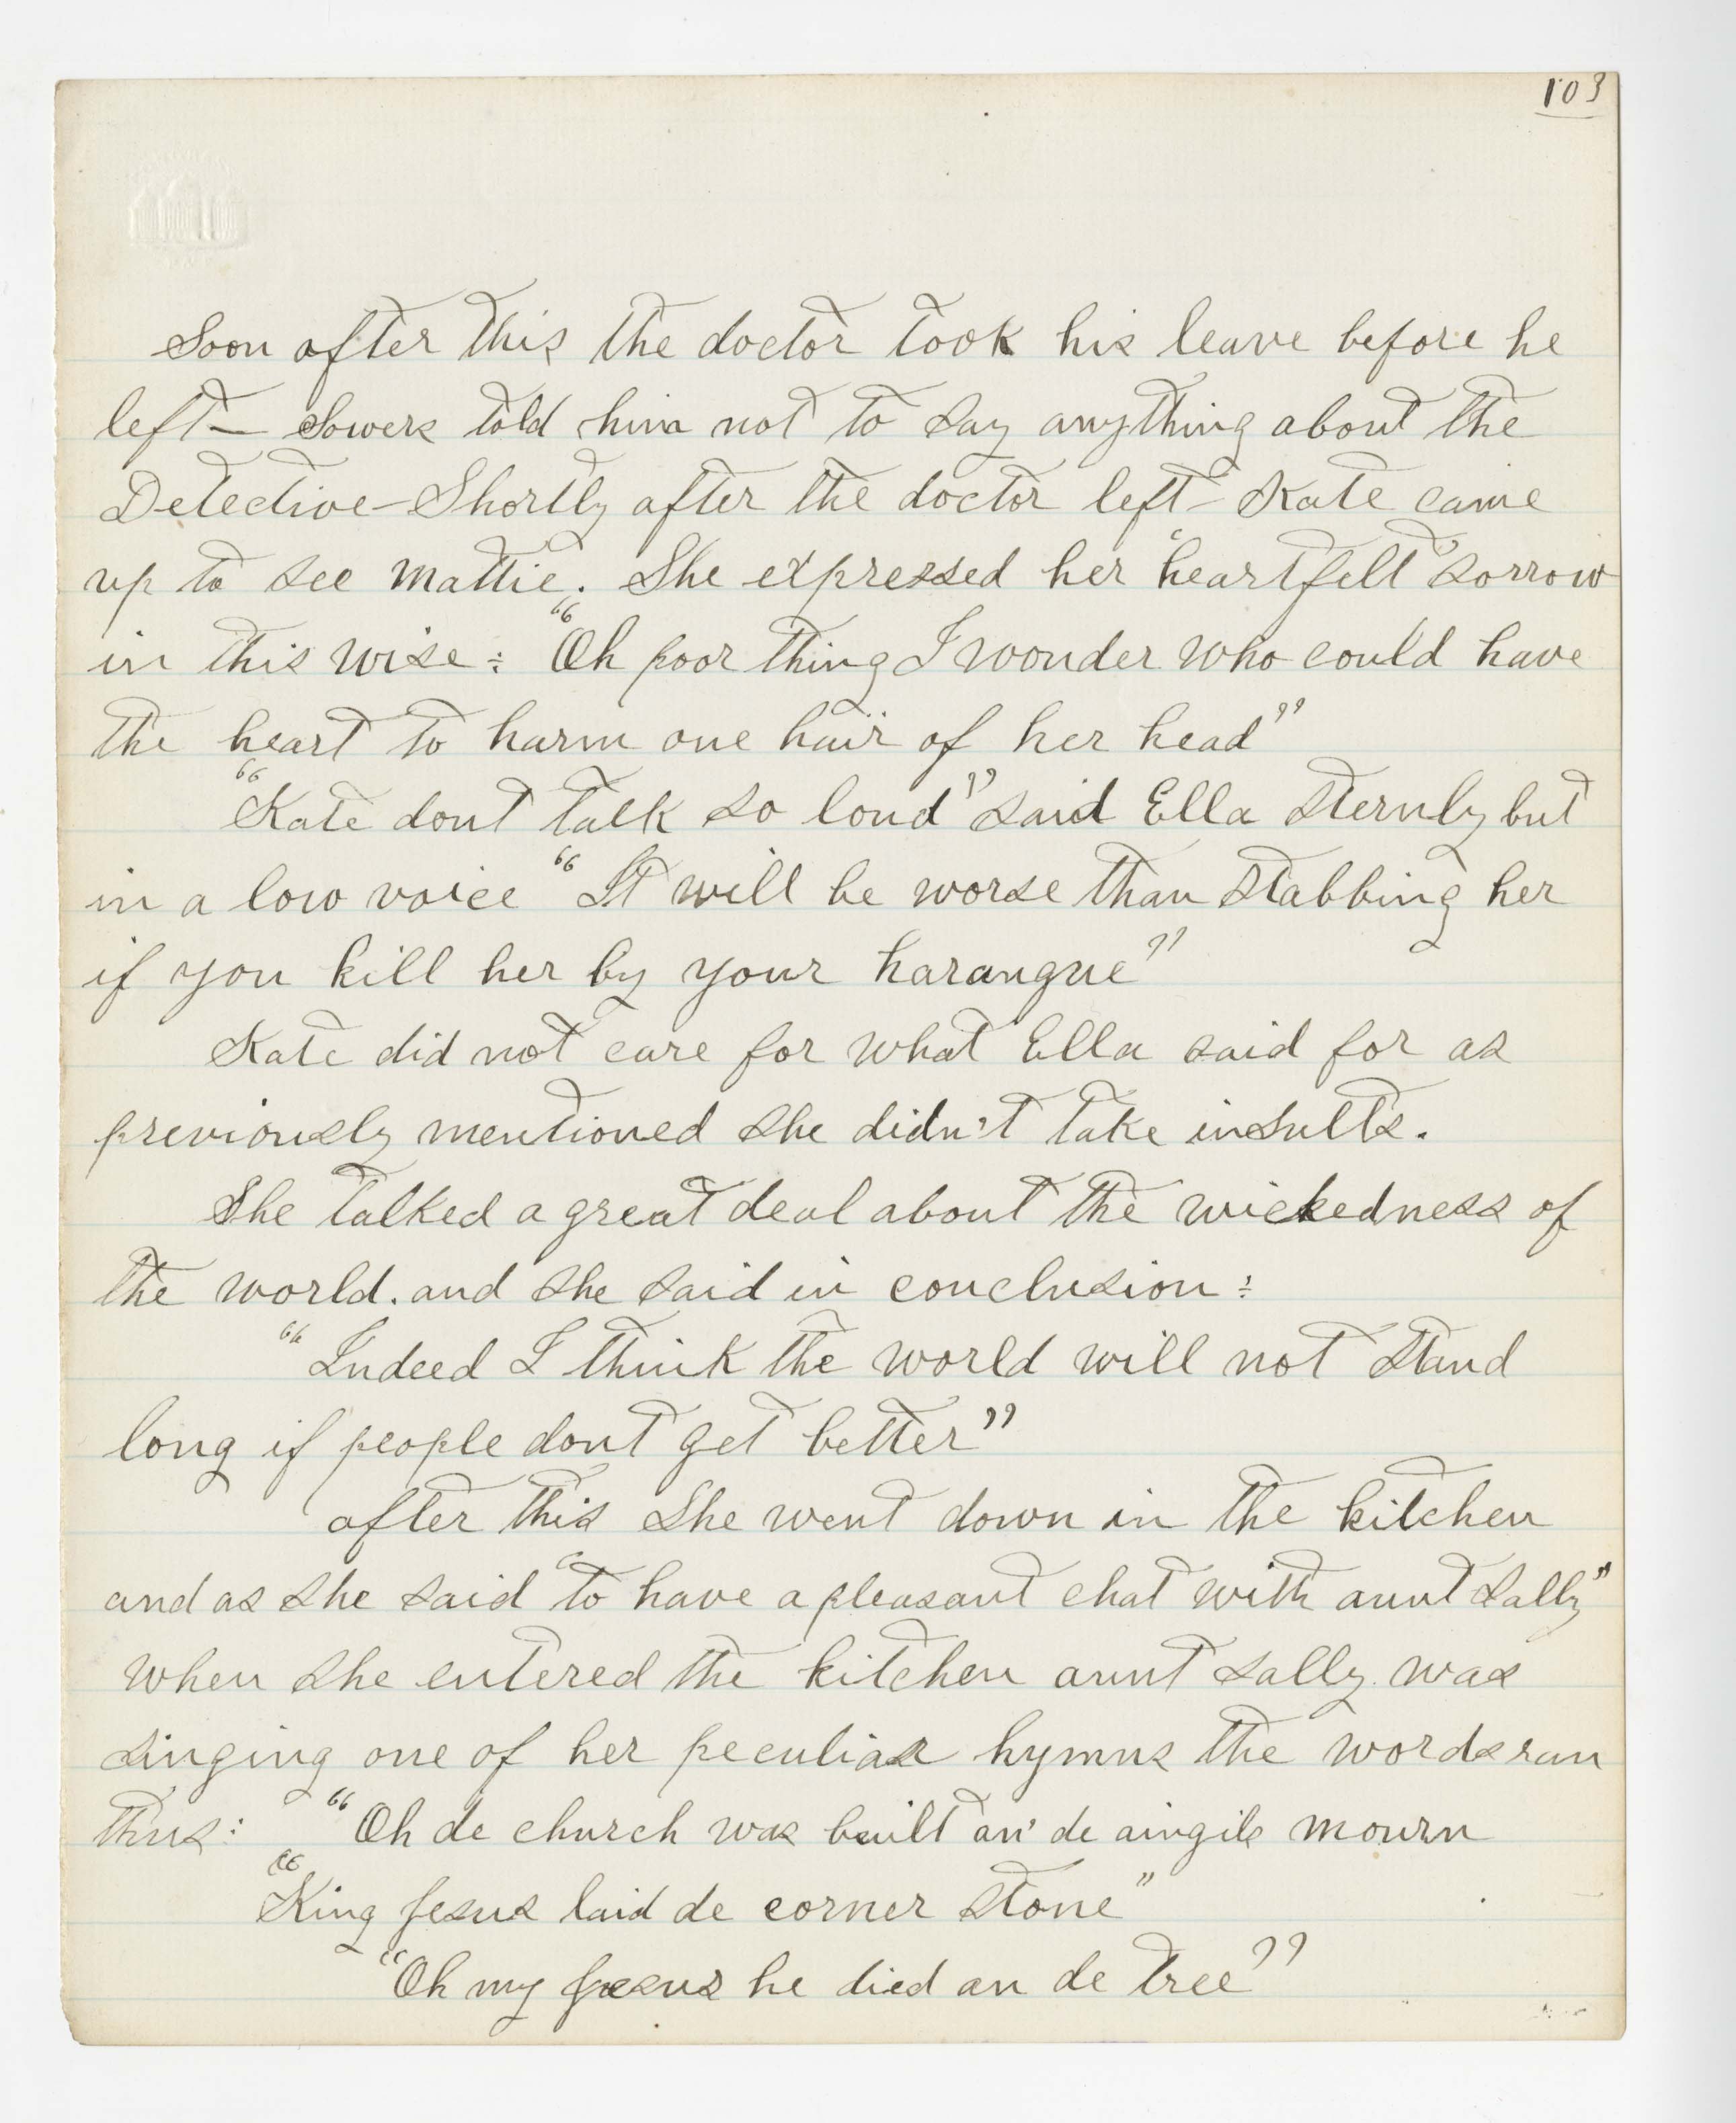 103
Soon after this the doctor took his leave before he
left — Sowers told him not to say anything about the
Detective — Shortly after the doctor left — Kate came
up to see Mattie. She expressed her "heartfelt" sorrow
in this wise: "Oh poor thing I wonder who could have
the heart to harm one hair of her head"
"Kate dont talk so loud" said Ella sternly but
in a low voice "It will be worse than stabbing her
if you kill her by your harangue"
Kate did not care for what Ella said for as
previously mentioned she didn't take insults.
She talked a great deal about the wickedness of
the world. and she said in conclusion:
"Indeed I think the world will not stand
long if people dont get better"
after this she went down in the kitchen
and as she said "to have a pleasant chat with aunt Sally"
when she entered the kitchen aunt Sally was
singing one of her peculiar hymns the words ran
thus: "Oh de church was built an' de aingils mourn
"King Jesus laid de corner stone"
"Oh my Jesus he died an de tree"